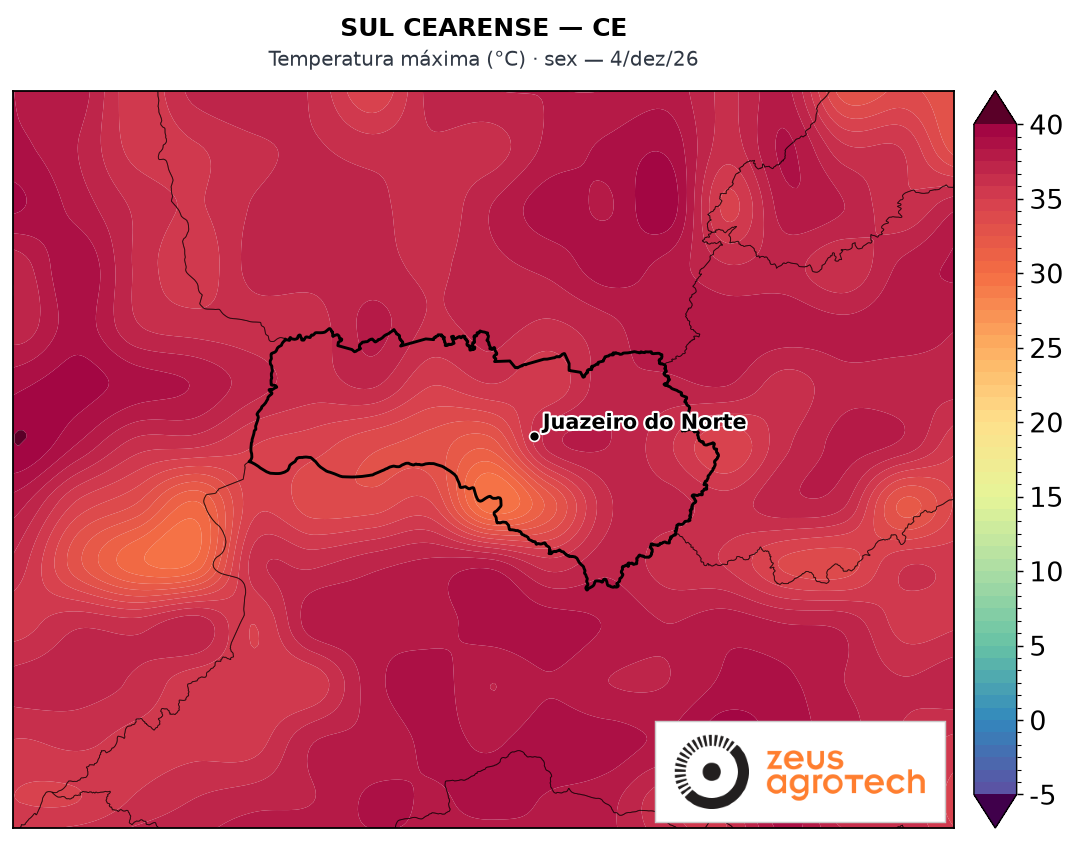 SUL CEARENSE — CE
Temperatura máxima (°C) · sex — 4/dez/26
Juazeiro do Norte
40
35
30
25
20
15
10
5
0
-5
zeus
agrotech